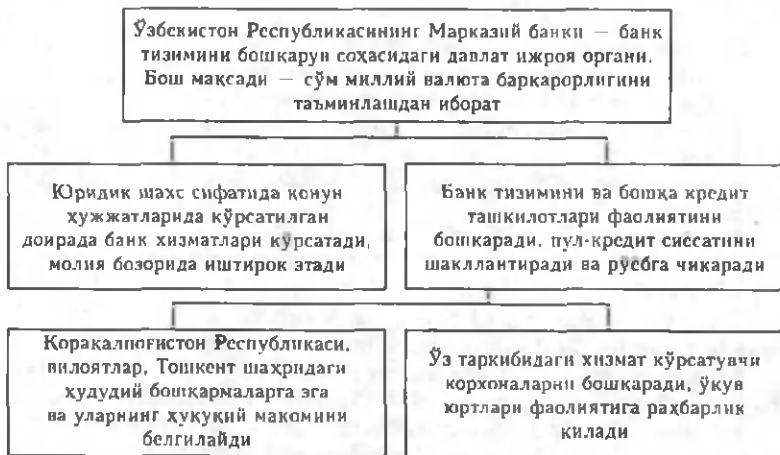 Ўзбекистон Республикасининг Марказий банки — банк
тизимини бошқарув соҳасидаги давлат ижроя органи.
Бош мақсади — сўм миллий валюта барқарорлигини
таъминлашдан иборат
Юридик шахс сифатида қонун
ҳужжатларида кўрсатилган
доирада банк хизматлари кўрсатади,
молия бозорида иштирок этади
Банк тизимини ва бошқа кредит
ташкилотлари фаолиятини
бошқаради, пул-кредит сиёсатини
шакллантиради ва рўёбга чиқаради
Қорақалпоғистон Республикаси,
вилоятлар, Тошкент шаҳридаги
ҳудудий бошқармаларга эга
ва уларнинг ҳуқуқий мақомини
белгилайди
Ўз таркибидаги хизмат кўрсатувчи
корхоналарни бошқаради, ўқув
юртлари фаолиятига раҳбарлик
қилади